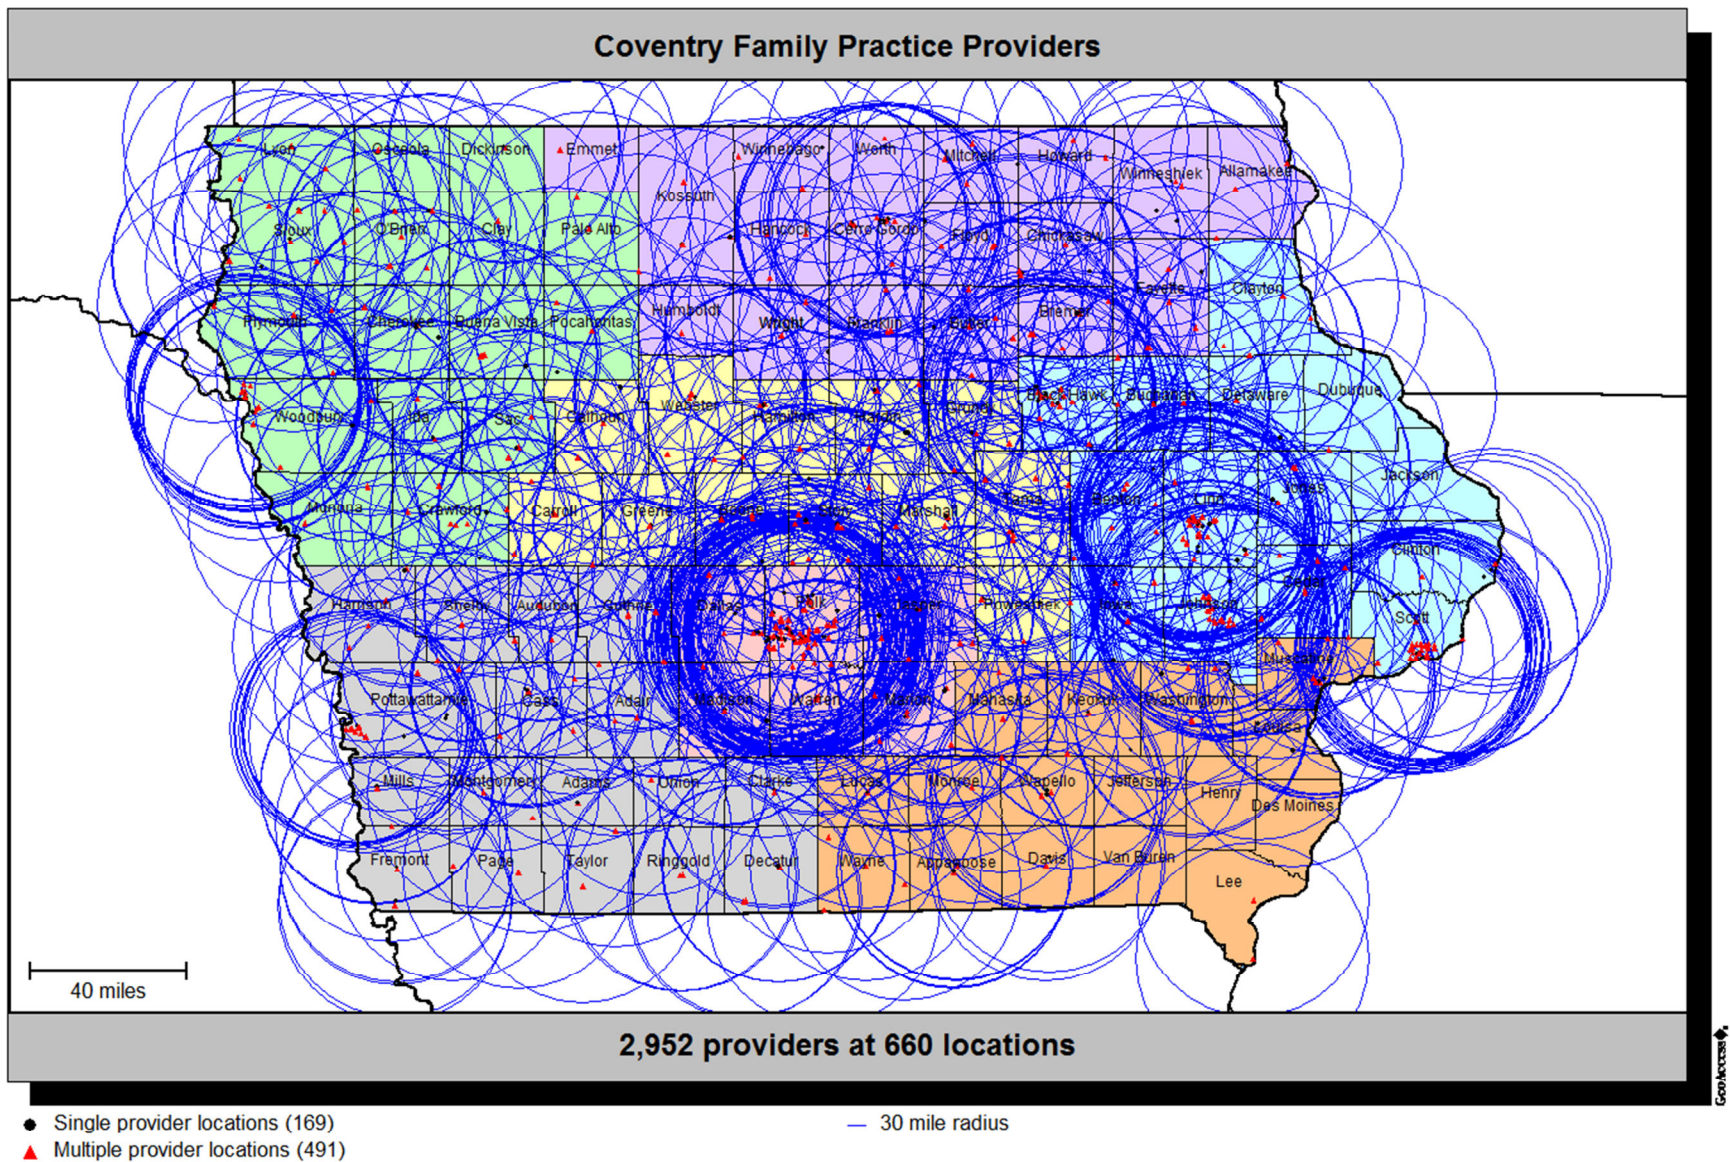 Coventry Family Practice Providers
Lyon Osceola Dickinson Emmet Winnebago Worth Mitchell Howard Winneshiek Allamakee
Kossuth
Sioux O'Brien Clay Palo Alto Hancock Cerro Gordo Floyd Chickasaw
Plymouth Cherokee Buena Vista Pocahontas Humboldt Wright Franklin Butler Bremer Fayette Clayton
Woodbury Ida Sac Calhoun Webster Hamilton Hardin Grundy Black Hawk Buchanan Delaware Dubuque
Monona Crawford Carroll Greene Boone Story Marshall Tama Benton Linn Jones Jackson
Clinton
Harrison Shelby Audubon Guthrie Dallas Polk Jasper Poweshiek Iowa Johnson Cedar
Scott
Muscatine
Pottawattamie Cass Adair Madison Warren Marion Mahaska Keokuk Washington
Louisa
Mills Montgomery Adams Union Clarke Lucas Monroe Wapello Jefferson Henry
Des Moines
Fremont Page Taylor Ringgold Decatur Wayne Appanoose Davis Van Buren
Lee
40 miles
2,952 providers at 660 locations
GeoAccess
Single provider locations (169)
30 mile radius
Multiple provider locations (491)